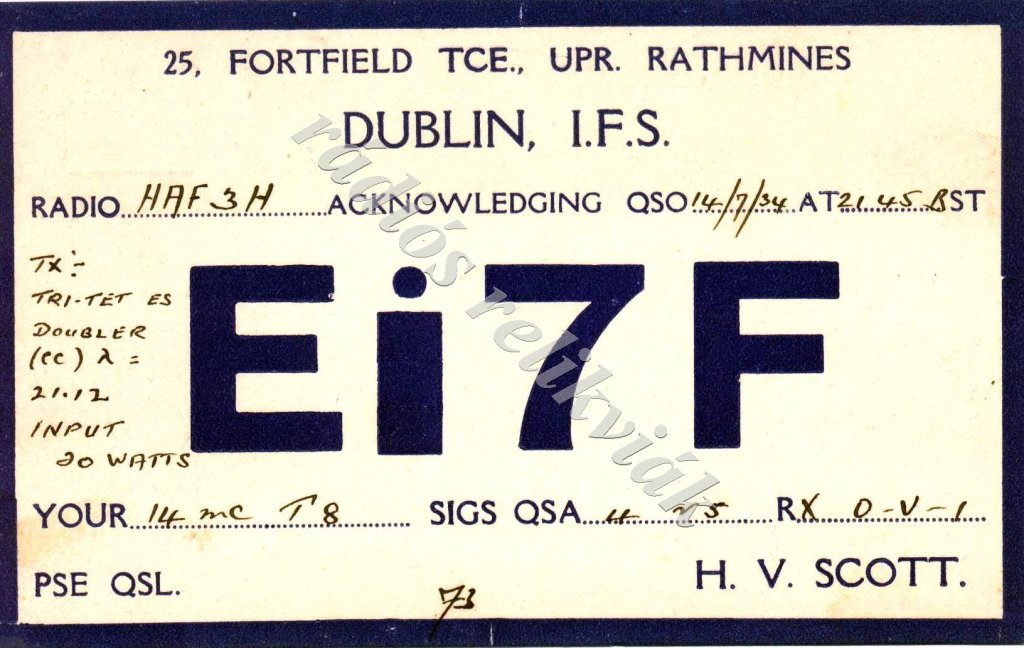 25, FORTFIELD TCE., UPR. RATHMINES
DUBLIN, I.F.S.
RADIO HAF3H ACKNOWLEDGING QSO 14/7/34 AT 21.45 BST
TX:-
TRI-TET ES
DOUBLER
(CC) λ =
21.12
INPUT
20 WATTS
Ei7F
YOUR 14 mc T8 SIGS QSA 4 R5 RX O-V-1
PSE QSL.
73
H. V. SCOTT.
rádiós relikviák